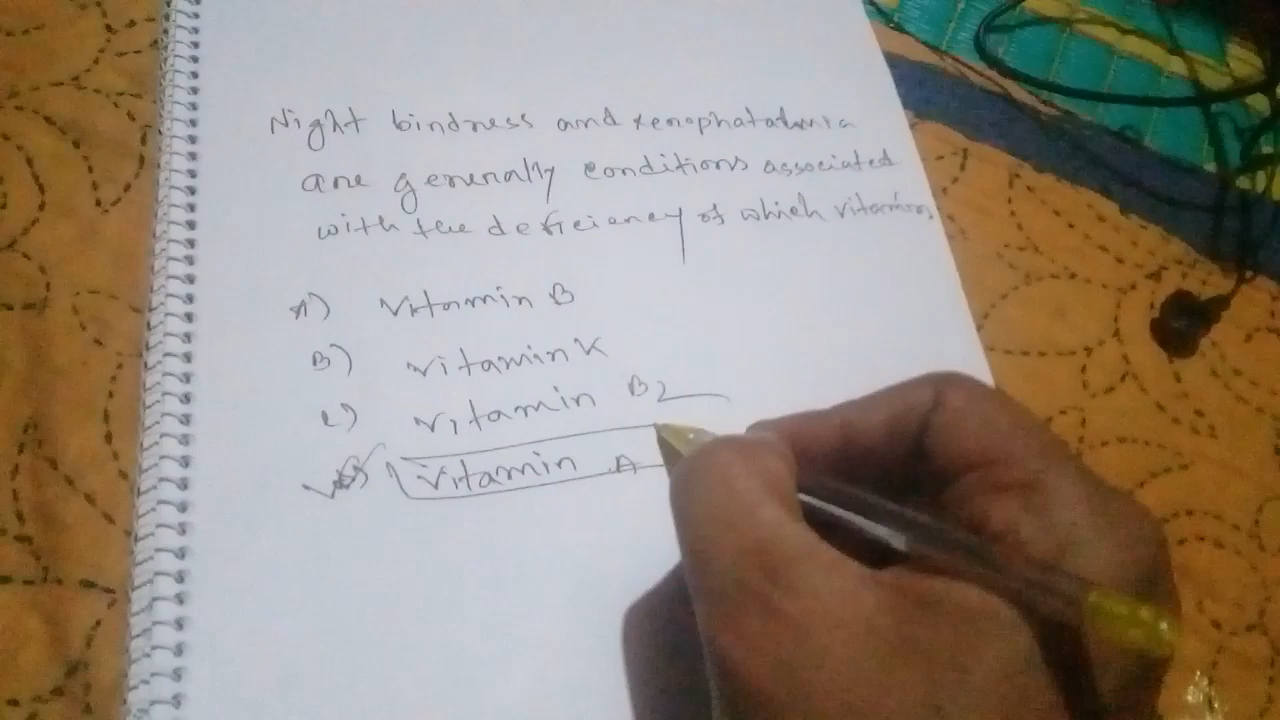 Night bindness and xenophatalmia
are generally conditions associated
with the deficiency of which vitamins
A) Vitamin B
B) Vitamin K
C) Vitamin B2
Vitamin A